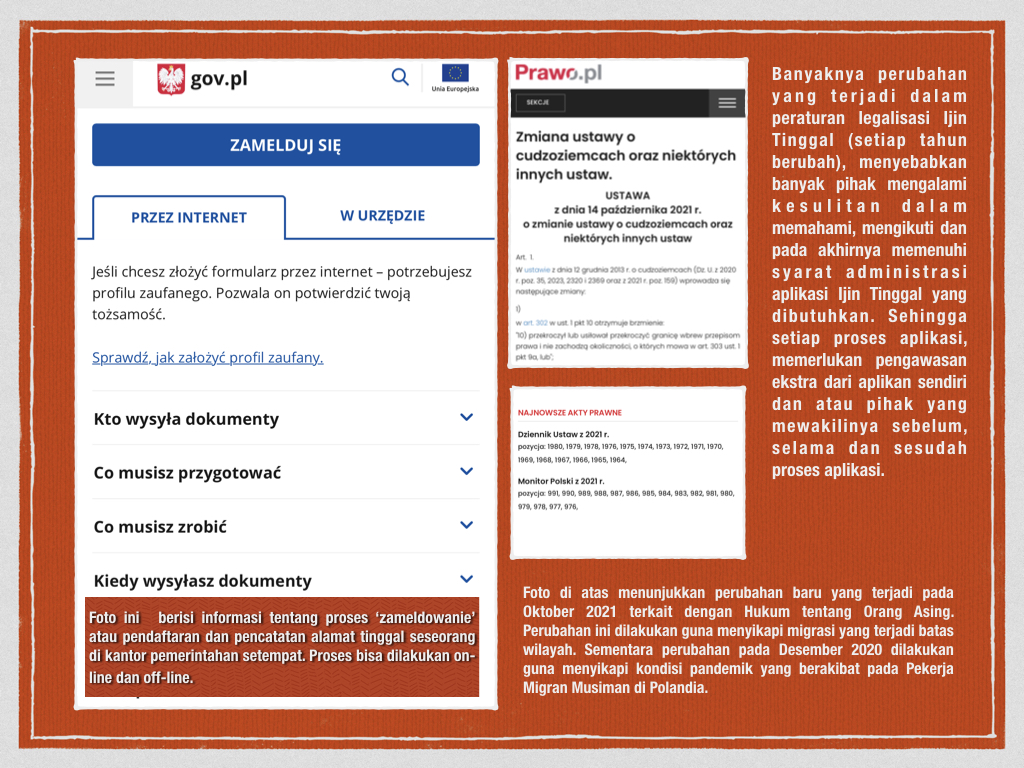 gov.pl
Unia Europejska
ZAMELDUJ SIĘ
PRZEZ INTERNET
W URZĘDZIE
Jeśli chcesz złożyć formularz przez internet – potrzebujesz
profilu zaufanego. Pozwala on potwierdzić twoją
tożsamość.
Sprawdź, jak założyć profil zaufany.
Kto wysyła dokumenty
Co musisz przygotować
Co musisz zrobić
Kiedy wysyłasz dokumenty
Foto ini berisi informasi tentang proses ‘zameldowanie’
atau pendaftaran dan pencatatan alamat tinggal seseorang
di kantor pemerintahan setempat. Proses bisa dilakukan on-
line dan off-line.
Prawo.pl
SEKCJE
Zmiana ustawy o
cudzoziemcach oraz niektórych
innych ustaw.
USTAWA
z dnia 14 października 2021 r.
o zmianie ustawy o cudzoziemcach oraz
niektórych innych ustaw
Art. 1.
W ustawie z dnia 12 grudnia 2013 r. o cudzoziemcach (Dz. U. z 2020
r. poz. 35, 2023, 2320 i 2369 oraz z 2021 r. poz. 159) wprowadza się
następujące zmiany:
1)
w art. 302 w ust. 1 pkt 10 otrzymuje brzmienie:
"10) przekroczył lub usiłował przekroczyć granicę wbrew przepisom
prawa i nie zachodzą okoliczności, o których mowa w art. 303 ust. 1
pkt 9a, lub";
NAJNOWSZE AKTY PRAWNE
Dziennik Ustaw z 2021 r.
pozycja: 1980, 1979, 1978, 1976, 1975, 1974, 1973, 1972, 1971, 1970,
1969, 1968, 1967, 1966, 1965, 1964,
Monitor Polski z 2021 r.
pozycja: 991, 990, 989, 988, 987, 986, 985, 984, 983, 982, 981, 980,
979, 978, 977, 976,
Banyaknya perubahan
yang terjadi dalam
peraturan legalisasi Ijin
Tinggal (setiap tahun
berubah), menyebabkan
banyak pihak mengalami
kesulitan dalam
memahami, mengikuti dan
pada akhirnya memenuhi
syarat administrasi
aplikasi Ijin Tinggal yang
dibutuhkan. Sehingga
setiap proses aplikasi,
memerlukan pengawasan
ekstra dari aplikan sendiri
dan atau pihak yang
mewakilinya sebelum,
selama dan sesudah
proses aplikasi.
Foto di atas menunjukkan perubahan baru yang terjadi pada
Oktober 2021 terkait dengan Hukum tentang Orang Asing.
Perubahan ini dilakukan guna menyikapi migrasi yang terjadi batas
wilayah. Sementara perubahan pada Desember 2020 dilakukan
guna menyikapi kondisi pandemik yang berakibat pada Pekerja
Migran Musiman di Polandia.